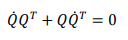 Q̇Qᵀ + QQ̇ᵀ = 0